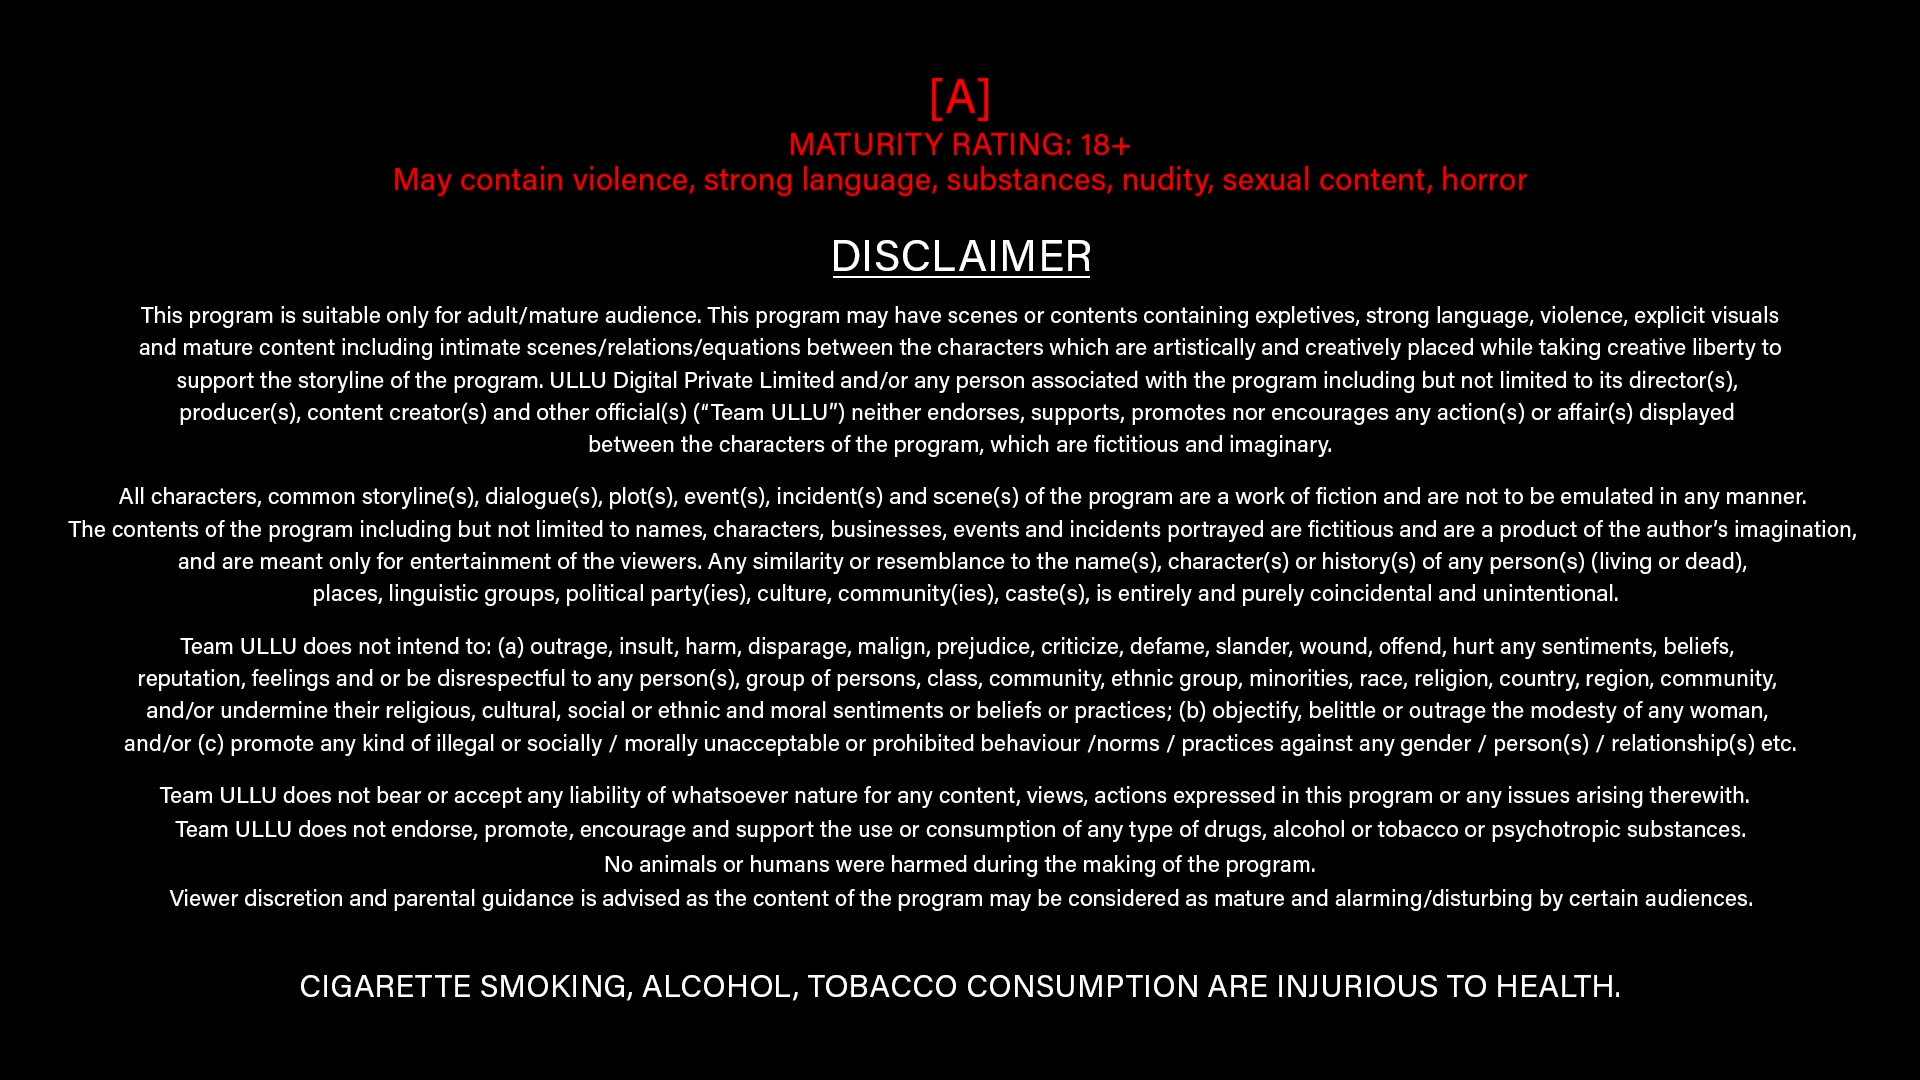 [A]
MATURITY RATING: 18+
May contain violence, strong language, substances, nudity, sexual content, horror
DISCLAIMER
This program is suitable only for adult/mature audience. This program may have scenes or contents containing expletives, strong language, violence, explicit visuals
and mature content including intimate scenes/relations/equations between the characters which are artistically and creatively placed while taking creative liberty to
support the storyline of the program. ULLU Digital Private Limited and/or any person associated with the program including but not limited to its director(s),
producer(s), content creator(s) and other official(s) (“Team ULLU”) neither endorses, supports, promotes nor encourages any action(s) or affair(s) displayed
between the characters of the program, which are fictitious and imaginary.
All characters, common storyline(s), dialogue(s), plot(s), event(s), incident(s) and scene(s) of the program are a work of fiction and are not to be emulated in any manner.
The contents of the program including but not limited to names, characters, businesses, events and incidents portrayed are fictitious and are a product of the author’s imagination,
and are meant only for entertainment of the viewers. Any similarity or resemblance to the name(s), character(s) or history(s) of any person(s) (living or dead),
places, linguistic groups, political party(ies), culture, community(ies), caste(s), is entirely and purely coincidental and unintentional.
Team ULLU does not intend to: (a) outrage, insult, harm, disparage, malign, prejudice, criticize, defame, slander, wound, offend, hurt any sentiments, beliefs,
reputation, feelings and or be disrespectful to any person(s), group of persons, class, community, ethnic group, minorities, race, religion, country, region, community,
and/or undermine their religious, cultural, social or ethnic and moral sentiments or beliefs or practices; (b) objectify, belittle or outrage the modesty of any woman,
and/or (c) promote any kind of illegal or socially / morally unacceptable or prohibited behaviour /norms / practices against any gender / person(s) / relationship(s) etc.
Team ULLU does not bear or accept any liability of whatsoever nature for any content, views, actions expressed in this program or any issues arising therewith.
Team ULLU does not endorse, promote, encourage and support the use or consumption of any type of drugs, alcohol or tobacco or psychotropic substances.
No animals or humans were harmed during the making of the program.
Viewer discretion and parental guidance is advised as the content of the program may be considered as mature and alarming/disturbing by certain audiences.
CIGARETTE SMOKING, ALCOHOL, TOBACCO CONSUMPTION ARE INJURIOUS TO HEALTH.